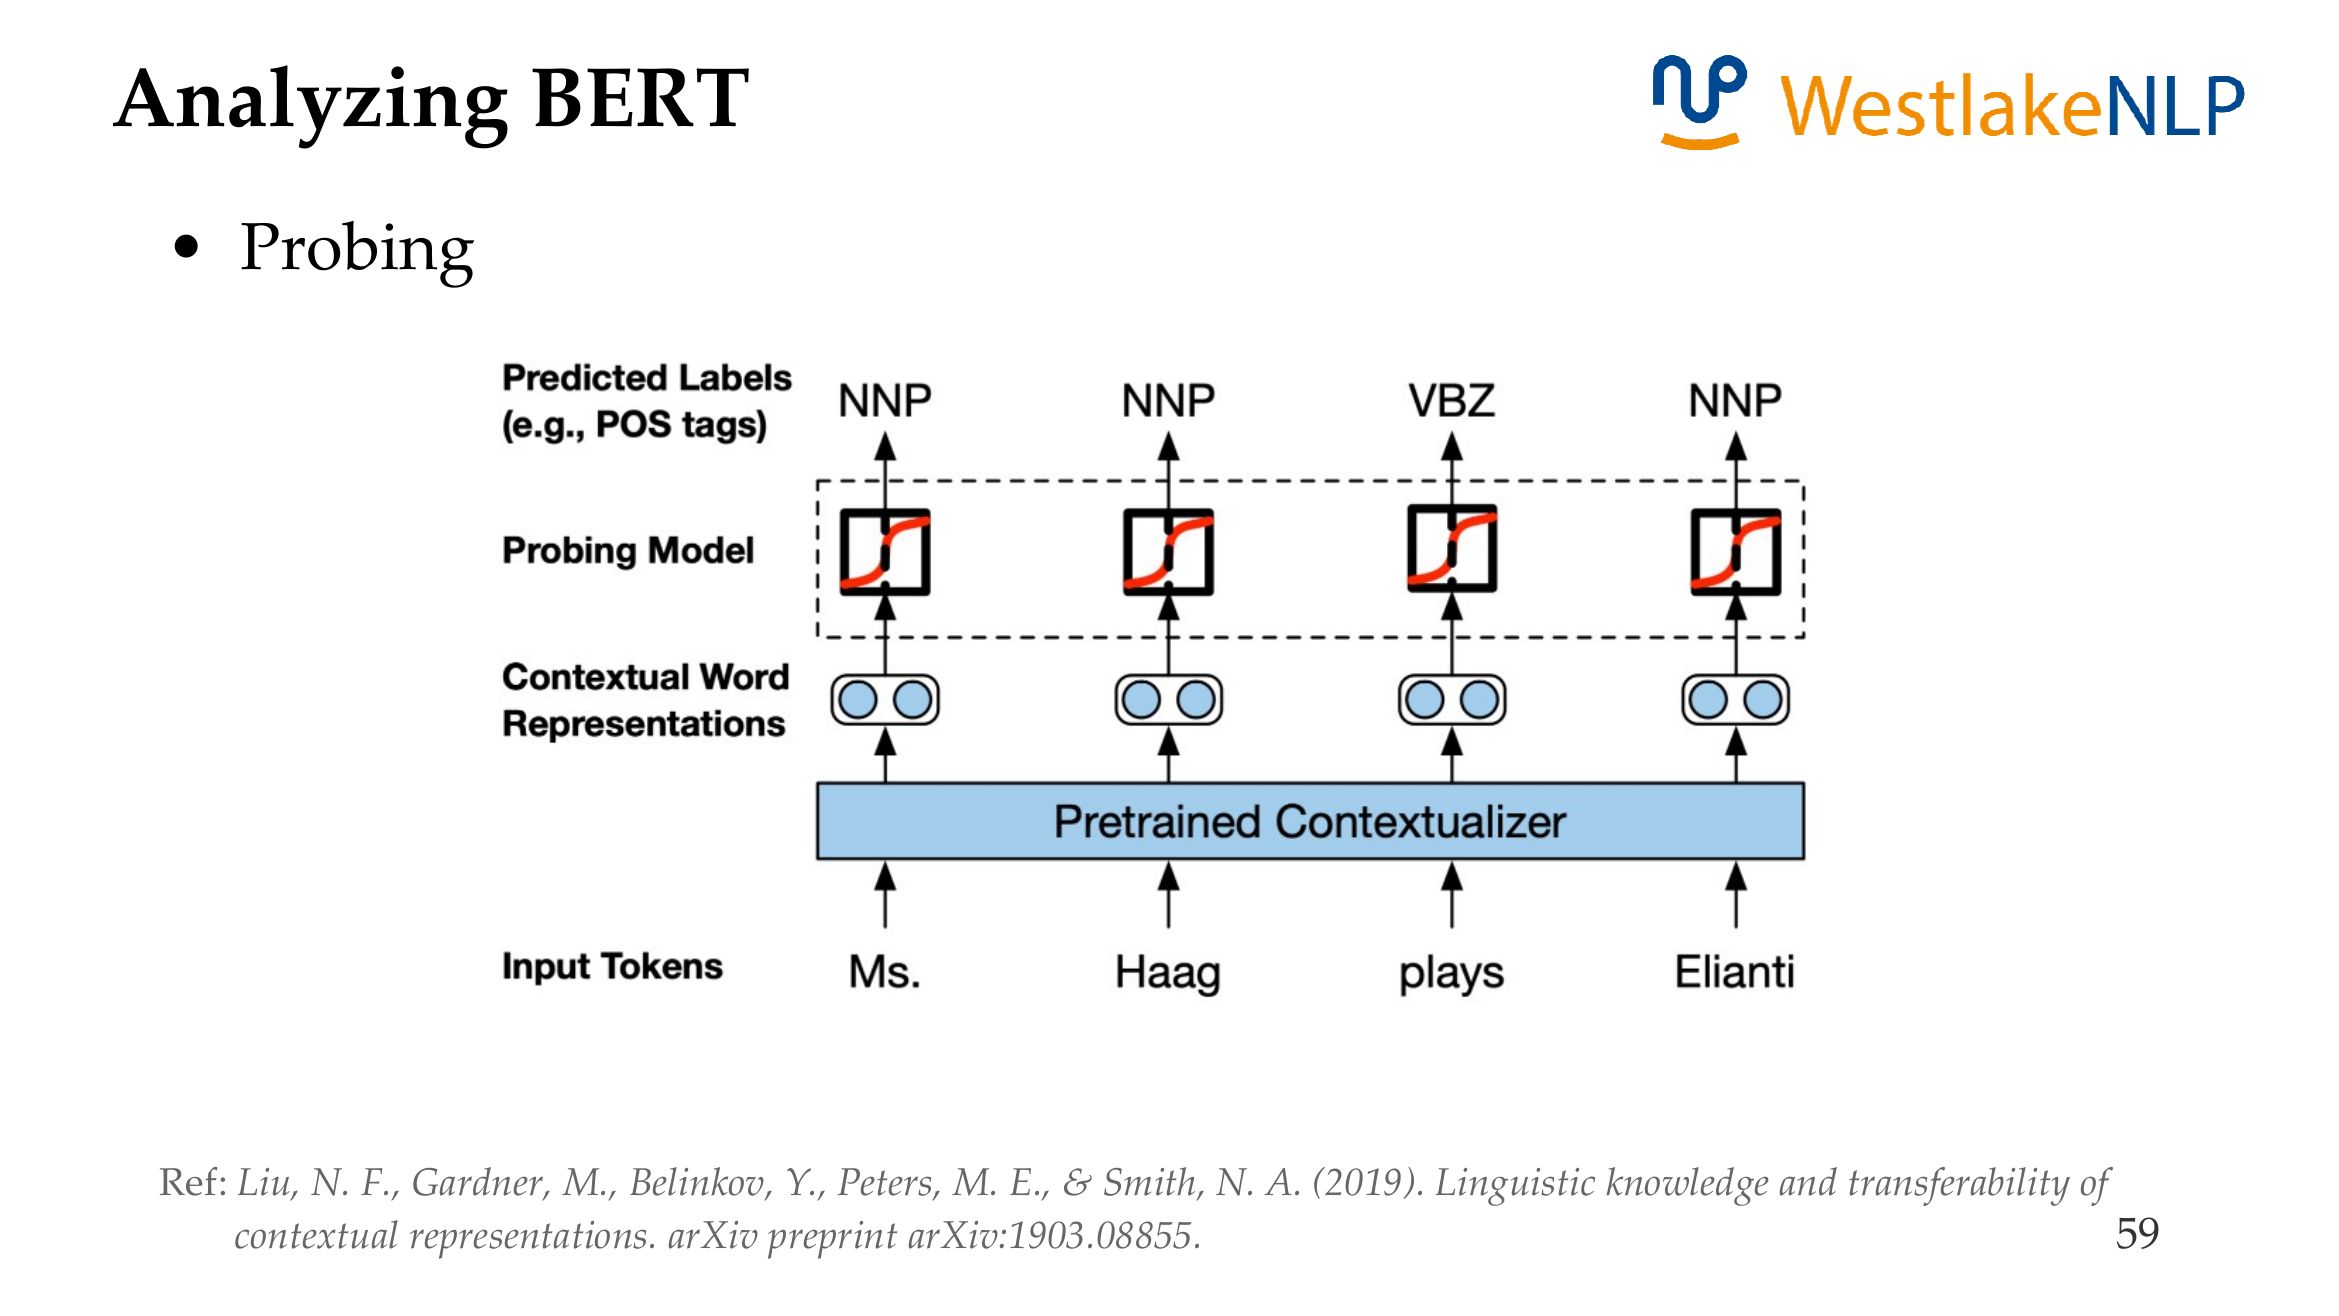 Analyzing BERT
WestlakeNLP
• Probing
Predicted Labels
(e.g., POS tags)
NNP NNP VBZ NNP
Probing Model
Contextual Word
Representations
Pretrained Contextualizer
Input Tokens
Ms. Haag plays Elianti
Ref: Liu, N. F., Gardner, M., Belinkov, Y., Peters, M. E., & Smith, N. A. (2019). Linguistic knowledge and transferability of
contextual representations. arXiv preprint arXiv:1903.08855.
59